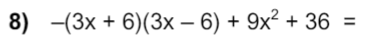 8) –(3x + 6)(3x – 6) + 9x² + 36 =